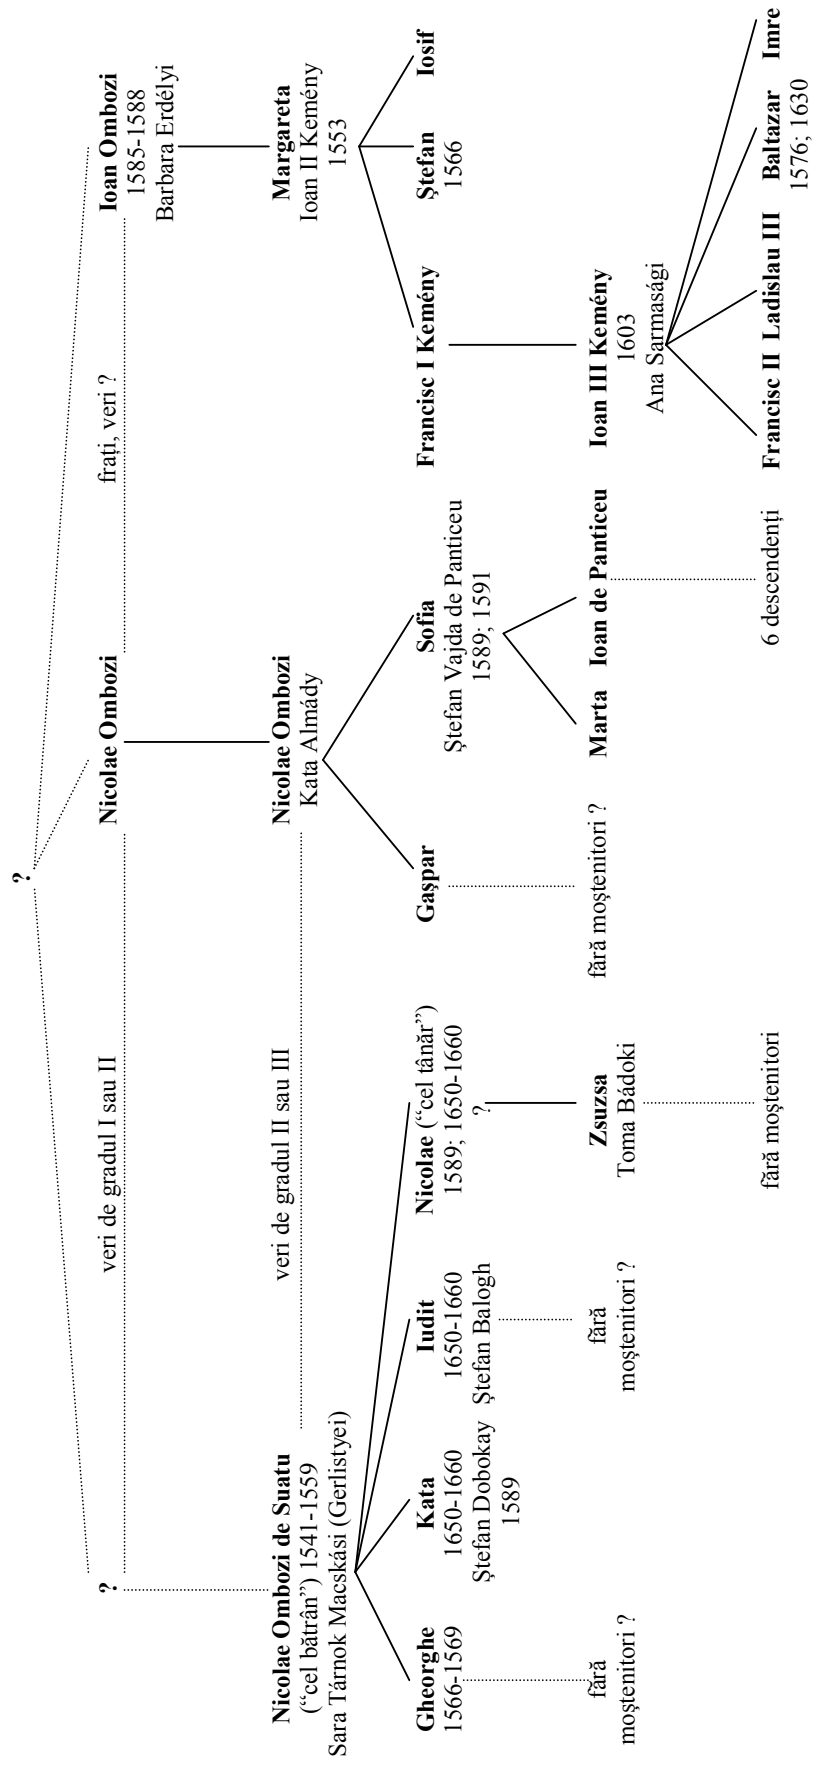 ?
?
veri de gradul I sau II
Nicolae Ombozi
frați, veri ?
Ioan Ombozi
1585-1588
Barbara Erdélyi
Nicolae Ombozi de Suatu
(“cel bătrân”) 1541-1559
Sara Tárnok Macskási (Gerlistyei)
veri de gradul II sau III
Nicolae Ombozi
Kata Almády
Margareta
Ioan II Kemény
1553
Gheorghe
1566-1569
Kata
1650-1660
Ștefan Dobokay
1589
Iudit
1650-1660
Ștefan Balogh
Nicolae (“cel tânăr”)
1589; 1650-1660
?
Gașpar
Sofia
Ștefan Vajda de Panticeu
1589; 1591
Francisc I Kemény
Ștefan
1566
Iosif
fără
moștenitori ?
fără
moștenitori ?
Zsuzsa
Toma Bádoki
fără moștenitori ?
Marta
Ioan de Panticeu
Ioan III Kemény
1603
Ana Sarmasági
fără moștenitori
6 descendenți
Francisc II
Ladislau III
Baltazar
1576; 1630
Imre